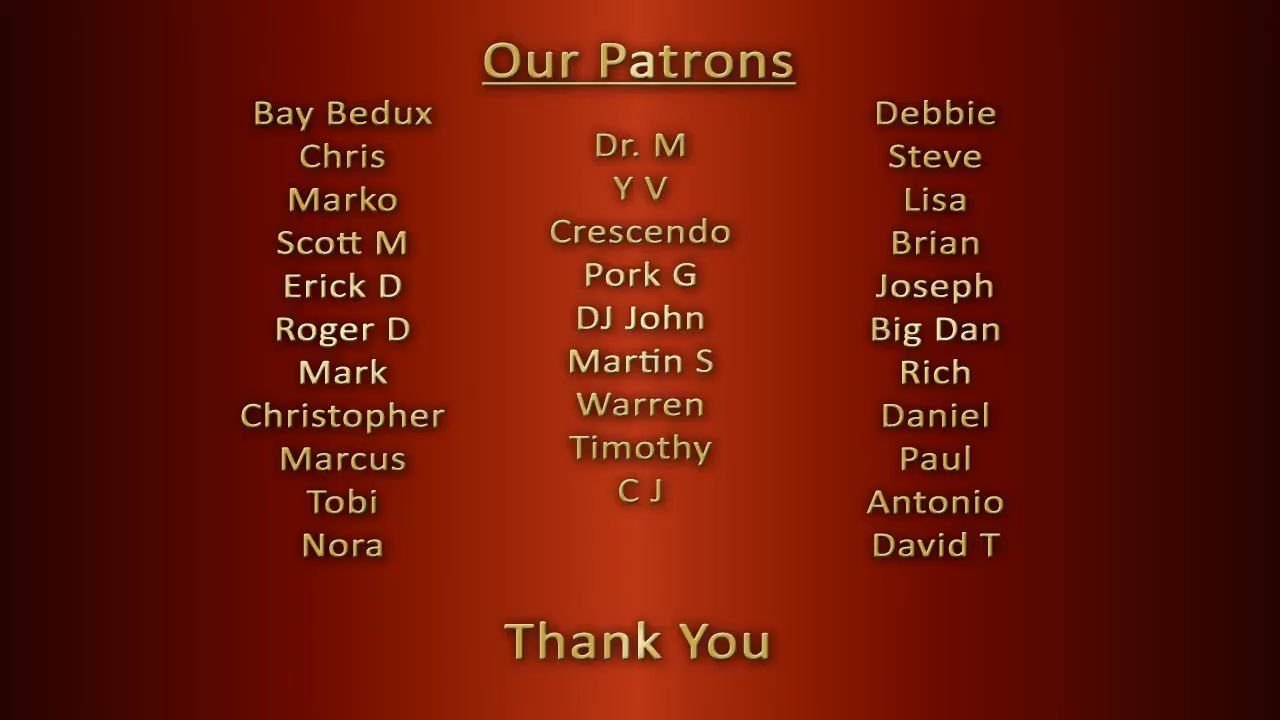 Our Patrons
Bay Bedux
Chris
Marko
Scott M
Erick D
Roger D
Mark
Christopher
Marcus
Tobi
Nora
Dr. M
Y V
Crescendo
Pork G
DJ John
Martin S
Warren
Timothy
C J
Debbie
Steve
Lisa
Brian
Joseph
Big Dan
Rich
Daniel
Paul
Antonio
David T
Thank You